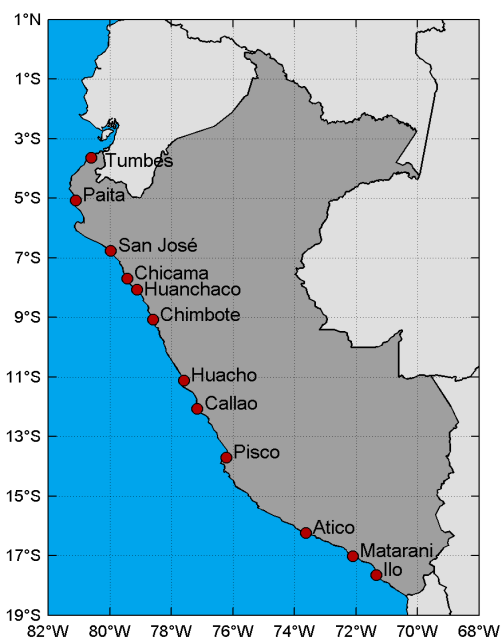 1°N
1°S
3°S
Tumbes
5°S
Paita
7°S
San José
Chicama
Huanchaco
9°S
Chimbote
11°S
Huacho
Callao
13°S
Pisco
15°S
Atico
17°S
Matarani
Ilo
19°S
82°W 80°W 78°W 76°W 74°W 72°W 70°W 68°W